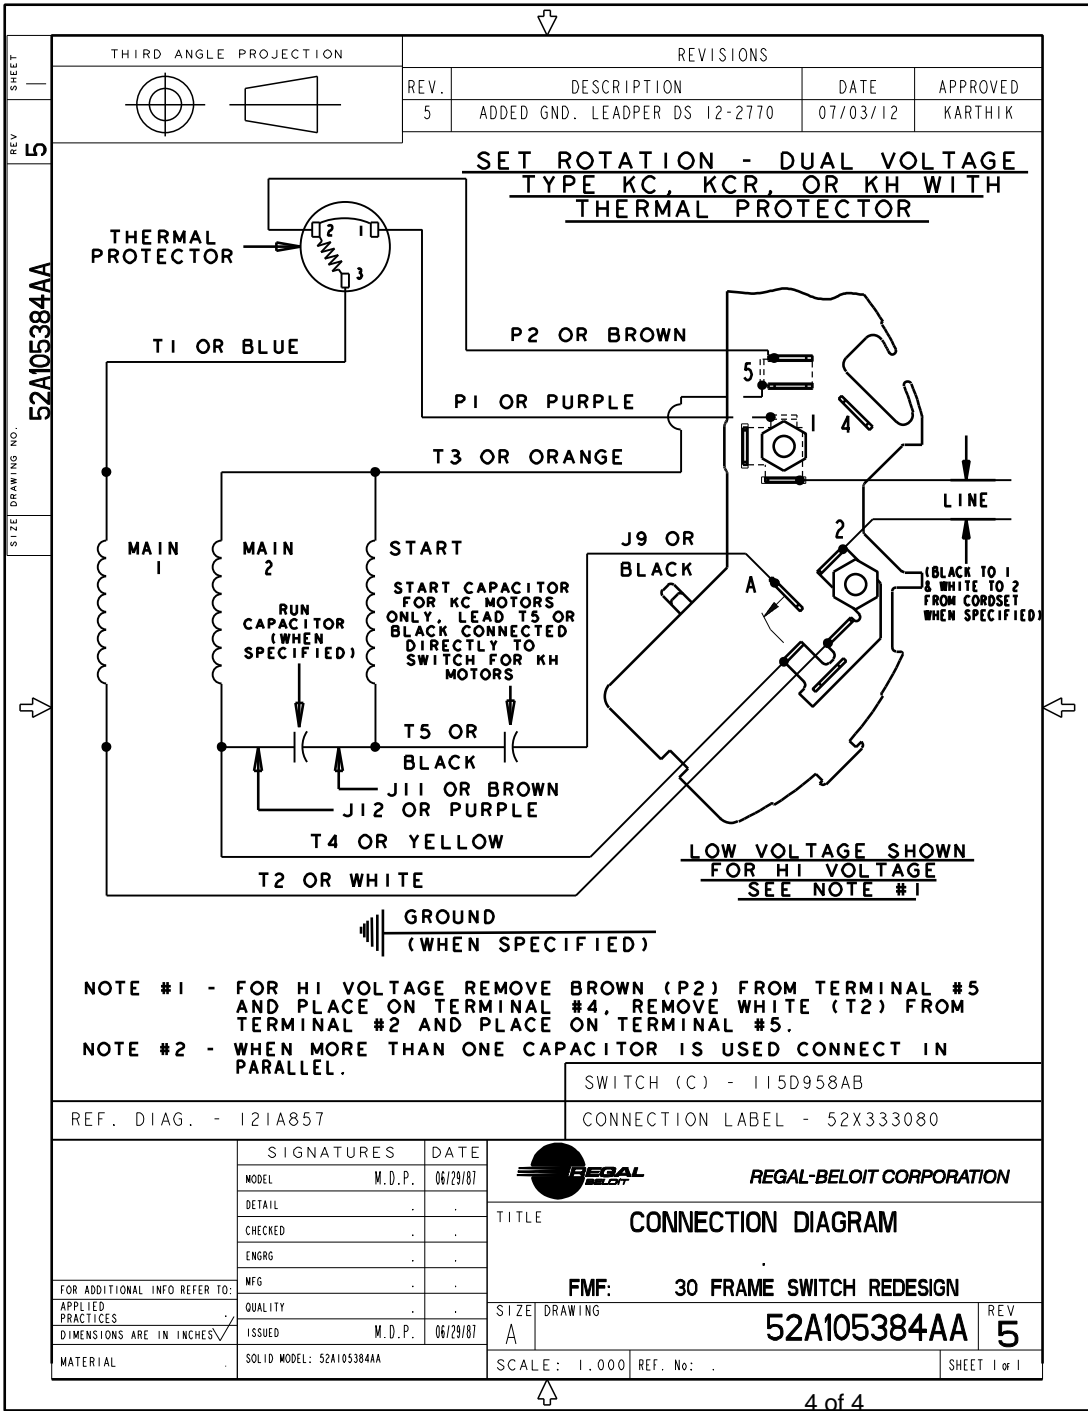 THIRD ANGLE PROJECTION
REVISIONS
REV. DESCRIPTION DATE APPROVED
5 ADDED GND. LEADPER DS 12-2770 07/03/12 KARTHIK
SHEET 1
REV 5
SIZE DRAWING NO. 52A105384AA
SET ROTATION - DUAL VOLTAGE
TYPE KC, KCR, OR KH WITH
THERMAL PROTECTOR
THERMAL
PROTECTOR
2 1
3
T1 OR BLUE
P2 OR BROWN
5
P1 OR PURPLE
1
4
T3 OR ORANGE
LINE
2
J9 OR
BLACK
A
(BLACK TO 1
& WHITE TO 2
FROM CORDSET
WHEN SPECIFIED)
MAIN
1
MAIN
2
START
START CAPACITOR
FOR KC MOTORS
ONLY, LEAD T5 OR
BLACK CONNECTED
DIRECTLY TO
SWITCH FOR KH
MOTORS
RUN
CAPACITOR
(WHEN
SPECIFIED)
T5 OR
BLACK
J11 OR BROWN
J12 OR PURPLE
T4 OR YELLOW
T2 OR WHITE
LOW VOLTAGE SHOWN
FOR HI VOLTAGE
SEE NOTE #1
GROUND
(WHEN SPECIFIED)
NOTE #1 - FOR HI VOLTAGE REMOVE BROWN (P2) FROM TERMINAL #5
AND PLACE ON TERMINAL #4, REMOVE WHITE (T2) FROM
TERMINAL #2 AND PLACE ON TERMINAL #5.
NOTE #2 - WHEN MORE THAN ONE CAPACITOR IS USED CONNECT IN
PARALLEL.
SWITCH (C) - 115D958AB
REF. DIAG. - 121A857
CONNECTION LABEL - 52X333080
SIGNATURES DATE
MODEL M.D.P. 06/29/87
DETAIL . .
CHECKED . .
ENGRG . .
MFG . .
QUALITY . .
ISSUED M.D.P. 06/29/87
SOLID MODEL: 52A105384AA
FOR ADDITIONAL INFO REFER TO:
APPLIED
PRACTICES .
DIMENSIONS ARE IN INCHES
MATERIAL .
REGAL
BELOIT
REGAL-BELOIT CORPORATION
TITLE
CONNECTION DIAGRAM
.
FMF: 30 FRAME SWITCH REDESIGN
SIZE DRAWING REV
A 52A105384AA 5
SCALE: 1.000 REF. No: . SHEET 1 of 1
4 of 4